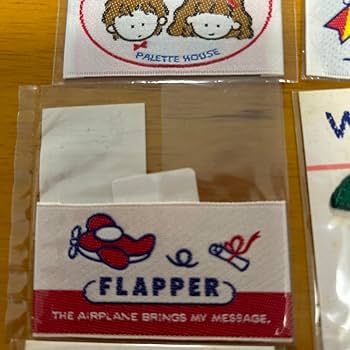 PALETTE HOUSE
FLAPPER
THE AIRPLANE BRINGS MY MESSAGE.